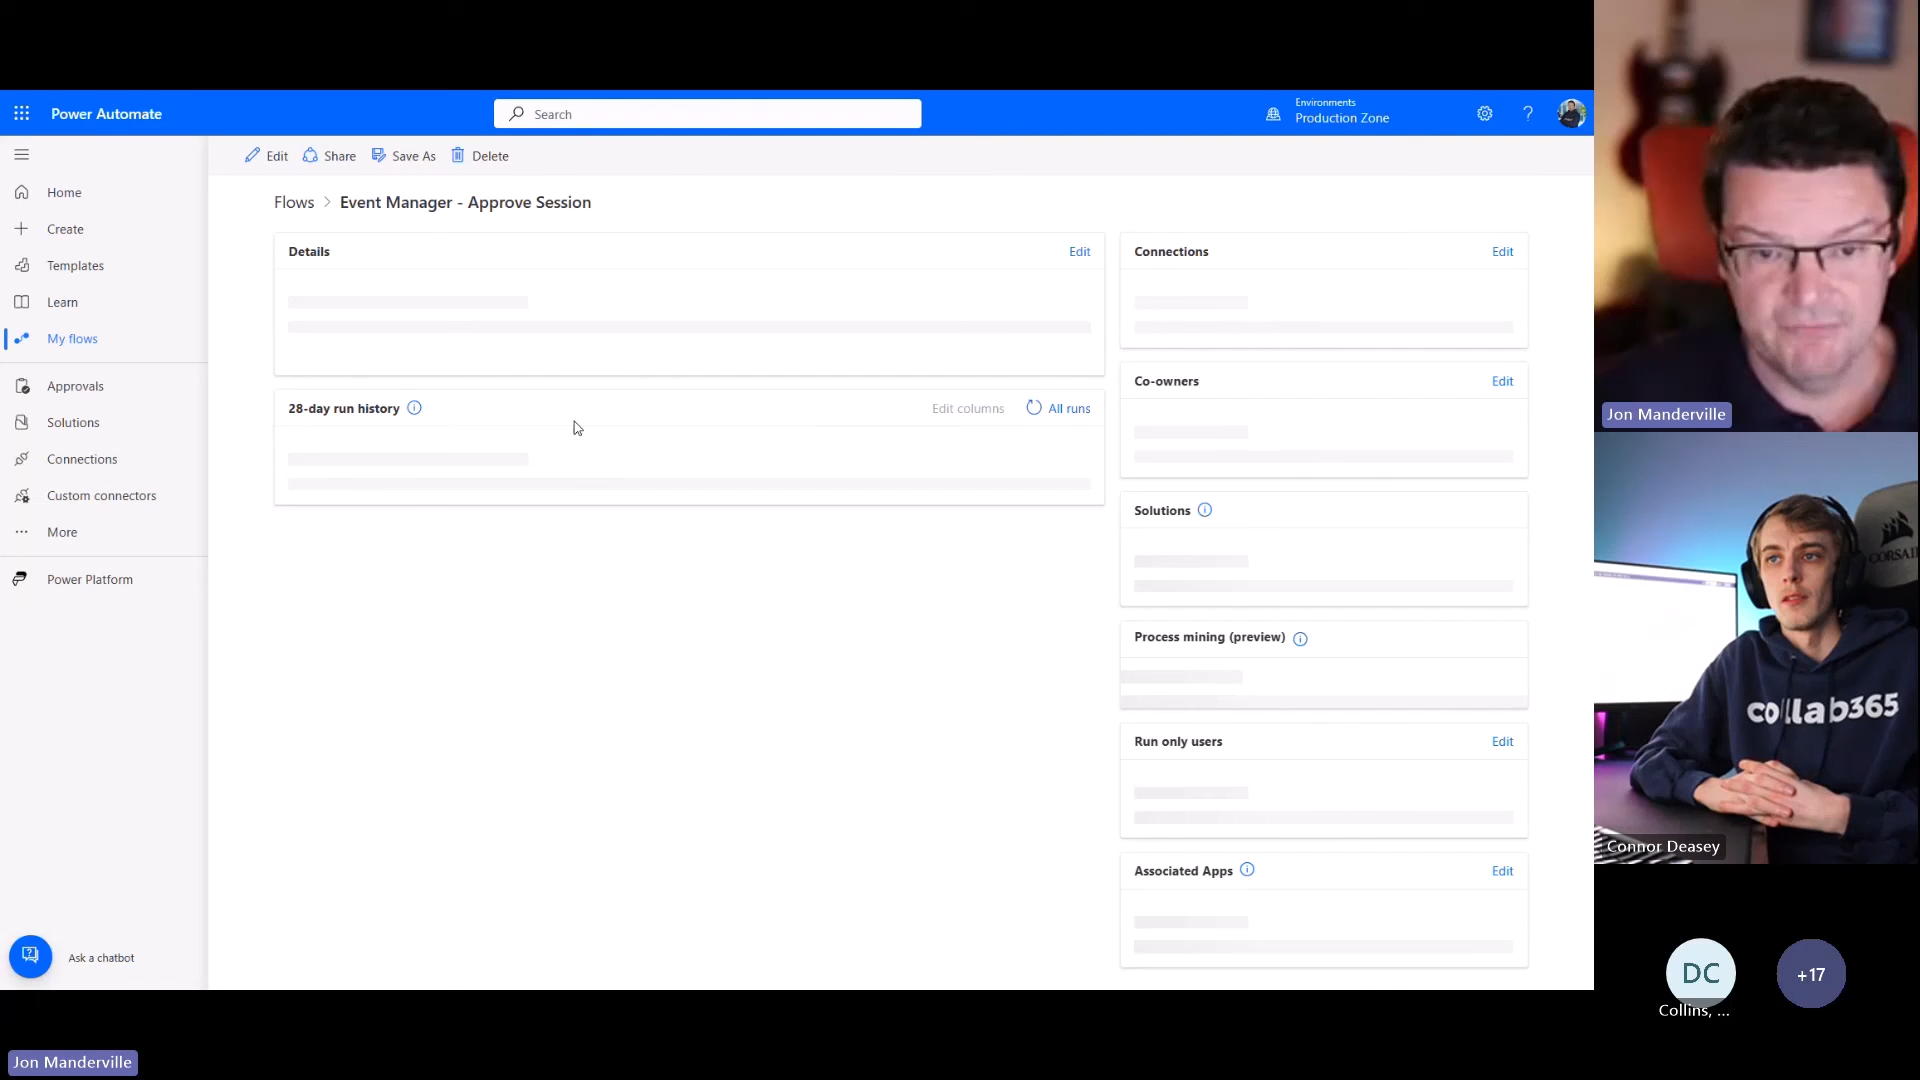 Power Automate
Search
Environments
Production Zone
Edit
Share
Save As
Delete
Home
Create
Templates
Learn
My flows
Approvals
Solutions
Connections
Custom connectors
More
Power Platform
Ask a chatbot
Flows > Event Manager - Approve Session
Details
Edit
28-day run history
Edit columns
All runs
Connections
Edit
Co-owners
Edit
Solutions
Process mining (preview)
Run only users
Edit
Associated Apps
Edit
Jon Manderville
CORSAIR
collab365
Connor Deasey
DC
Collins, ...
+17
Jon Manderville